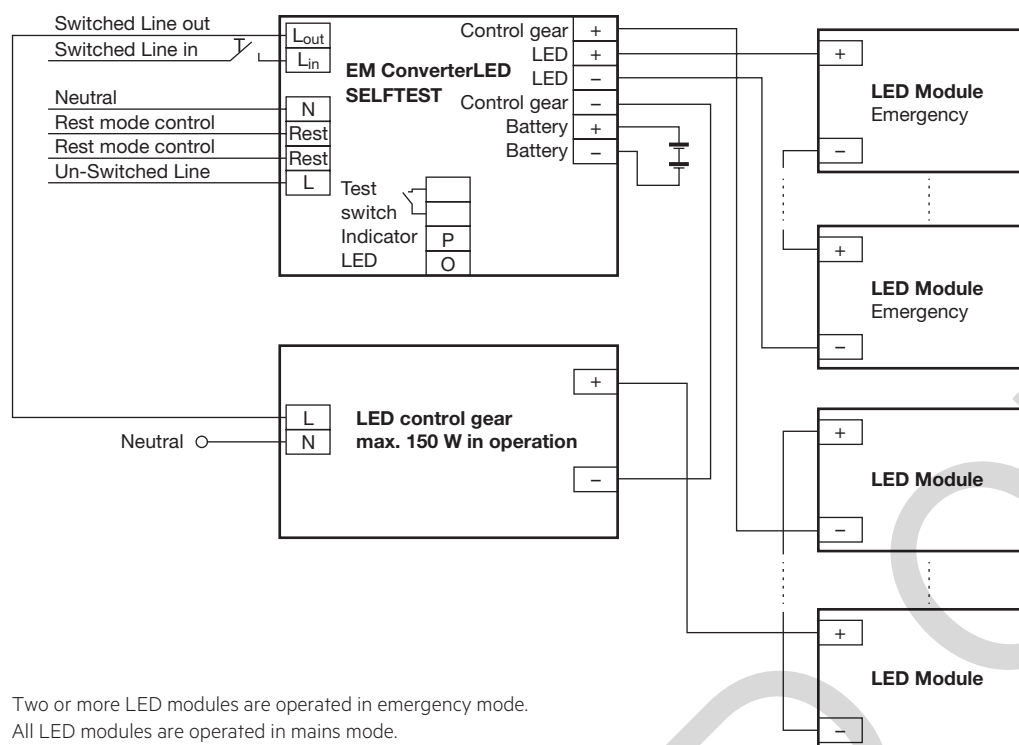 Switched Line out
Switched Line in
Neutral
Rest mode control
Rest mode control
Un-Switched Line
Lout
Lin
N
Rest
Rest
L
EM ConverterLED
SELFTEST
Test
switch
Indicator P
LED O
Control gear +
LED +
LED –
Control gear –
Battery +
Battery –
+
LED Module
Emergency
–
+
LED Module
Emergency
–
Neutral
L
N
LED control gear
max. 150 W in operation
+
–
+
LED Module
–
+
LED Module
–
Two or more LED modules are operated in emergency mode.
All LED modules are operated in mains mode.